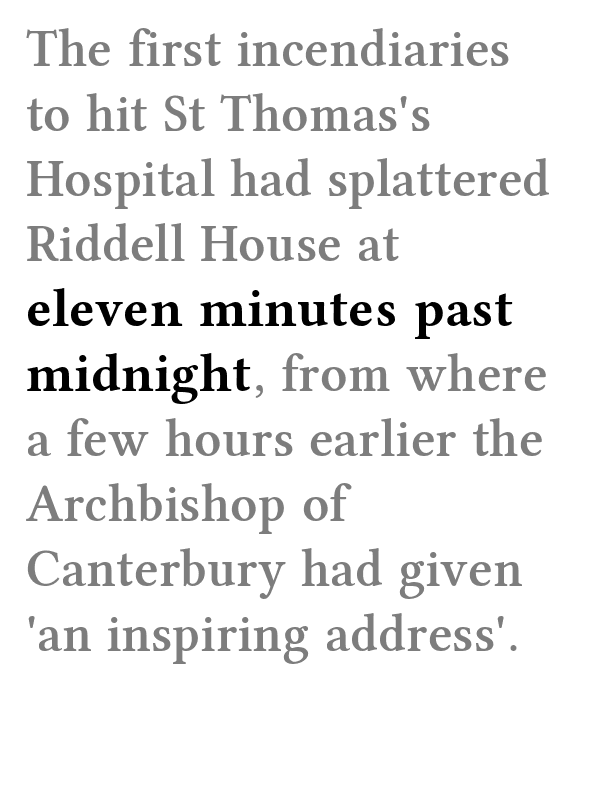 The first incendiaries
to hit St Thomas's
Hospital had splattered
Riddell House at
eleven minutes past
midnight, from where
a few hours earlier the
Archbishop of
Canterbury had given
'an inspiring address'.